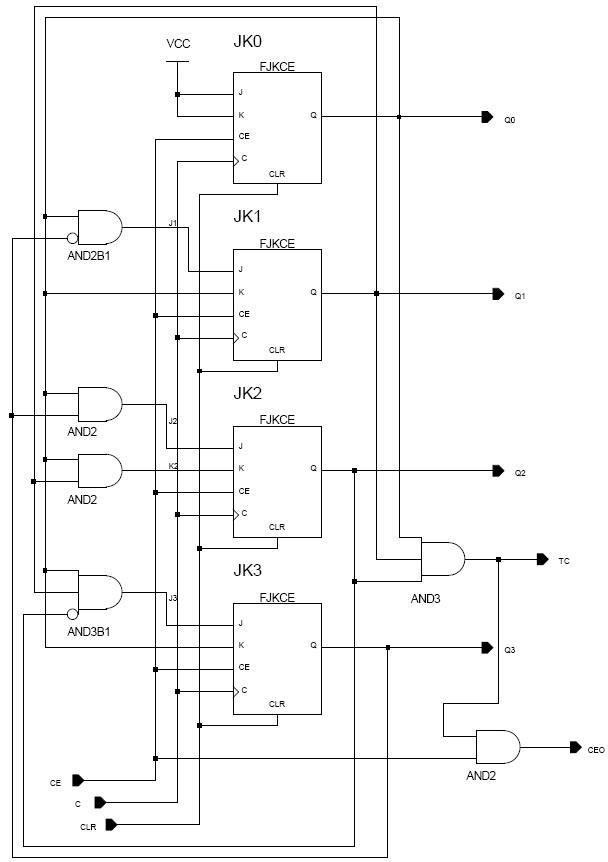 JK0
VCC
FJKCE
J
K
Q
Q0
CE
C
CLR
JK1
J1
AND2B1
FJKCE
J
K
Q
Q1
CE
C
CLR
JK2
J2
AND2
FJKCE
J
K2
K
Q
Q2
CE
AND2
C
CLR
JK3
TC
FJKCE
J3
AND3
J
AND3B1
K
Q
Q3
CE
C
CLR
CEO
AND2
CE
C
CLR